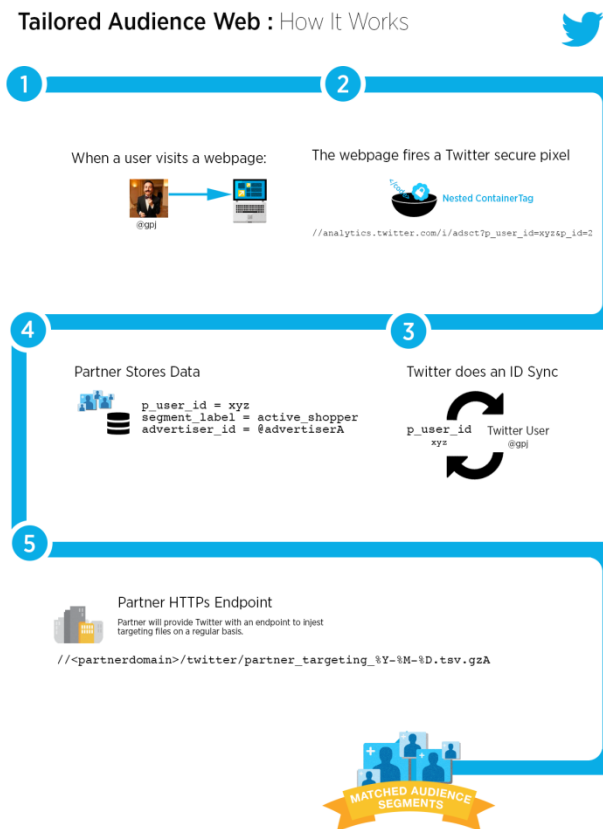 Tailored Audience Web : How It Works
1
2
When a user visits a webpage:
@gpj
The webpage fires a Twitter secure pixel
</code>
Nested ContainerTag
//analytics.twitter.com/i/adsct?p_user_id=xyz&p_id=2
4
3
Partner Stores Data
p_user_id = xyz
segment_label = active_shopper
advertiser_id = @advertiserA
Twitter does an ID Sync
p_user_id
xyz
Twitter User
@gpj
5
Partner HTTPs Endpoint
Partner will provide Twitter with an endpoint to injest
targeting files on a regular basis.
//<partnerdomain>/twitter/partner_targeting_%Y-%M-%D.tsv.gzA
MATCHED AUDIENCE
SEGMENTS